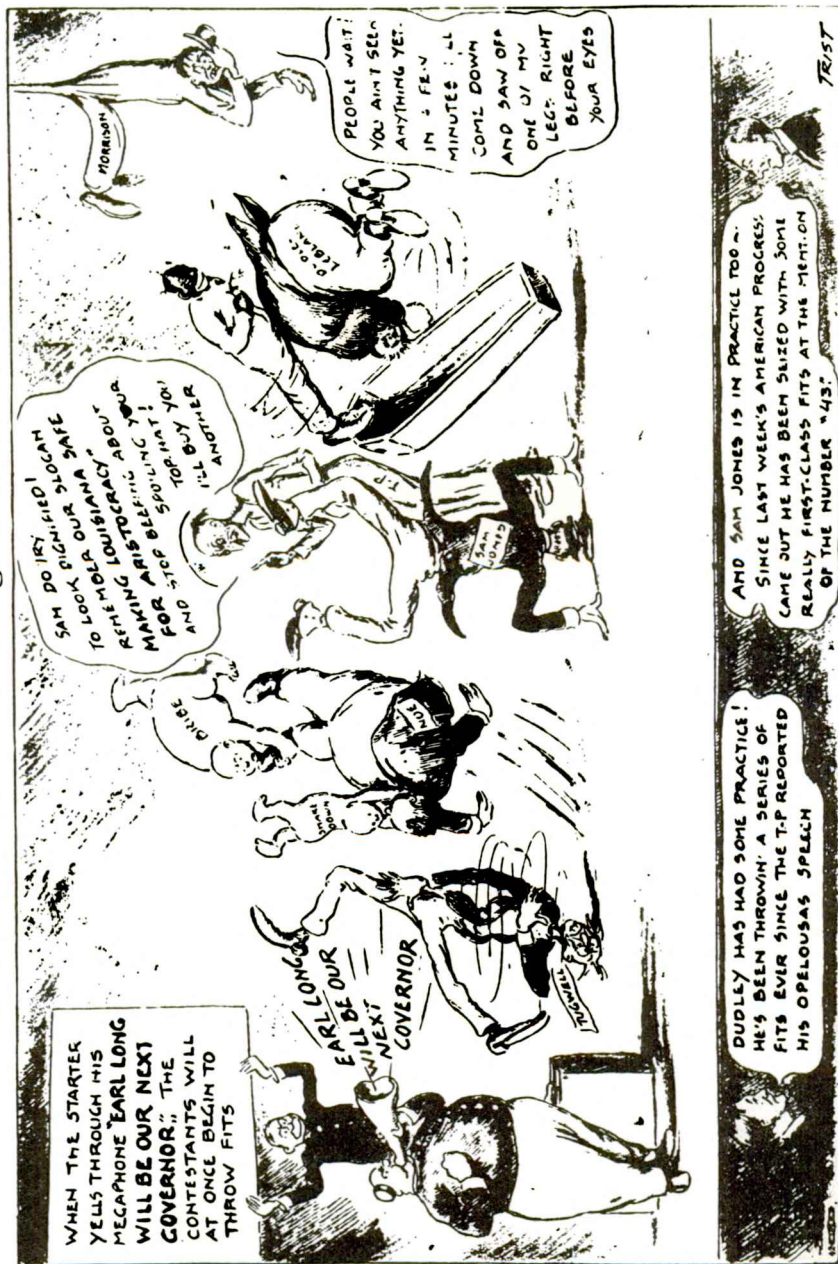 WHEN THE STARTER
YELLS THROUGH HIS
MEGAPHONE "EARL LONG
WILL BE OUR NEXT
GOVERNOR", THE
CONTESTANTS WILL
AT ONCE BEGIN TO
THROW FITS
EARL LONG
WILL BE OUR
NEXT
GOVERNOR
TUGWELL
BRIBE
NOE
SAM DO TRY
TO LOOK DIGNIFIED!
REMEMBER OUR SLOGAN
MAKING LOUISIANA SAFE
FOR ARISTOCRACY"
AND STOP BEEFING ABOUT
SPOILING YOUR
TOP HAT!
I'LL BUY YOU
ANOTHER
SAM
JONES
LEBLANC
MORRISON
PEOPLE WAIT!
YOU AIN'T SEEN
ANYTHING YET.
IN A FEW
MINUTES I'LL
COME DOWN
AND SAW OFF
ONE OF MY
LEGS RIGHT
BEFORE
YOUR EYES
DUDLEY HAS HAD SOME PRACTICE!
HE'S BEEN THROWIN' A SERIES OF
FITS EVER SINCE THE T-P REPORTED
HIS OPELOUSAS SPEECH
AND SAM JONES IS IN PRACTICE TOO
SINCE LAST WEEK'S AMERICAN PROGRESS
CAME OUT HE HAS BEEN SEIZED WITH SOME
REALLY FIRST-CLASS FITS AT THE MENTION
OF THE NUMBER "43"
TRIST